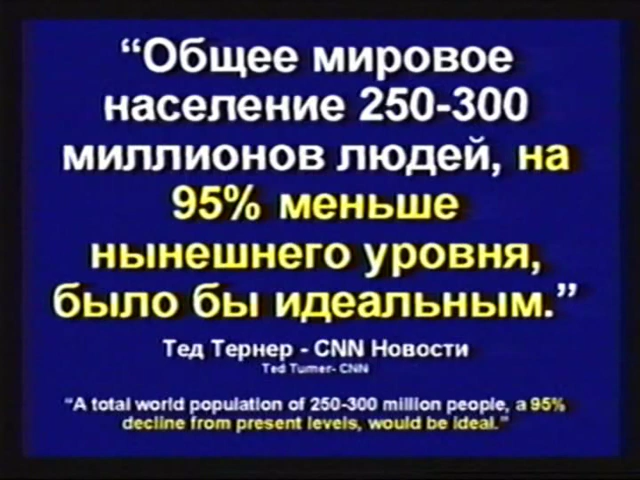 “Общее мировое
население 250-300
миллионов людей, на
95% меньше
нынешнего уровня,
было бы идеальным.”
Тед Тернер - CNN Новости
Ted Turner- CNN
“A total world population of 250-300 million people, a 95%
decline from present levels, would be ideal.”